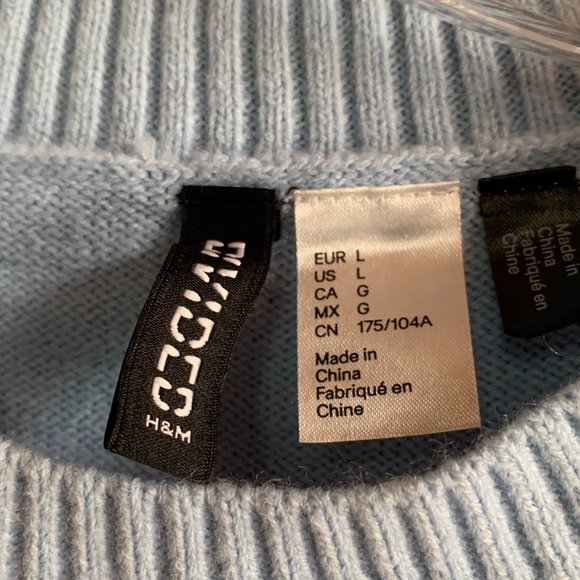 DIVIDED
H&M
EUR L
US L
CA G
MX G
CN 175/104A
Made in
China
Fabriqué en
Chine
Made in
China
Fabriqué en
Chine